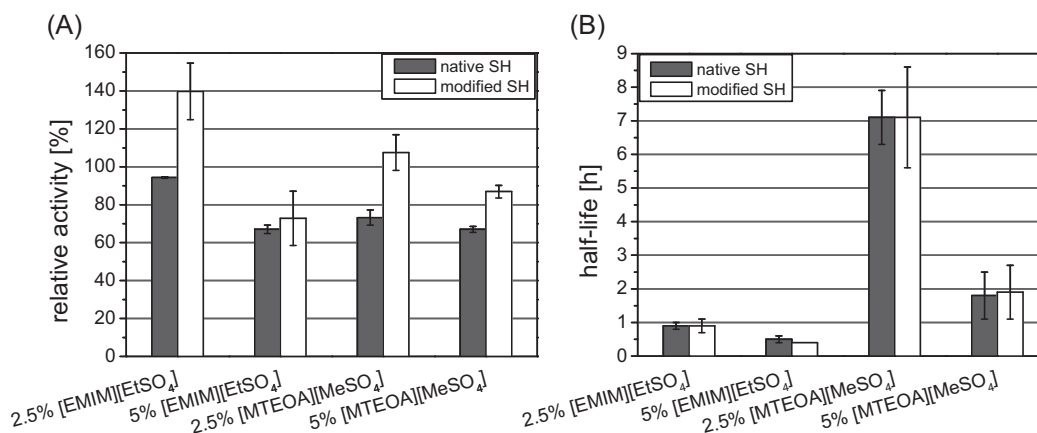 (A)
160
140
120
100
80
60
40
20
0
relative activity [%]
native SH
modified SH
2.5% [EMIM][EtSO₄]
5% [EMIM][EtSO₄]
2.5% [MTEOA][MeSO₄]
5% [MTEOA][MeSO₄]
(B)
9
8
7
6
5
4
3
2
1
0
half-life [h]
native SH
modified SH
2.5% [EMIM][EtSO₄]
5% [EMIM][EtSO₄]
2.5% [MTEOA][MeSO₄]
5% [MTEOA][MeSO₄]